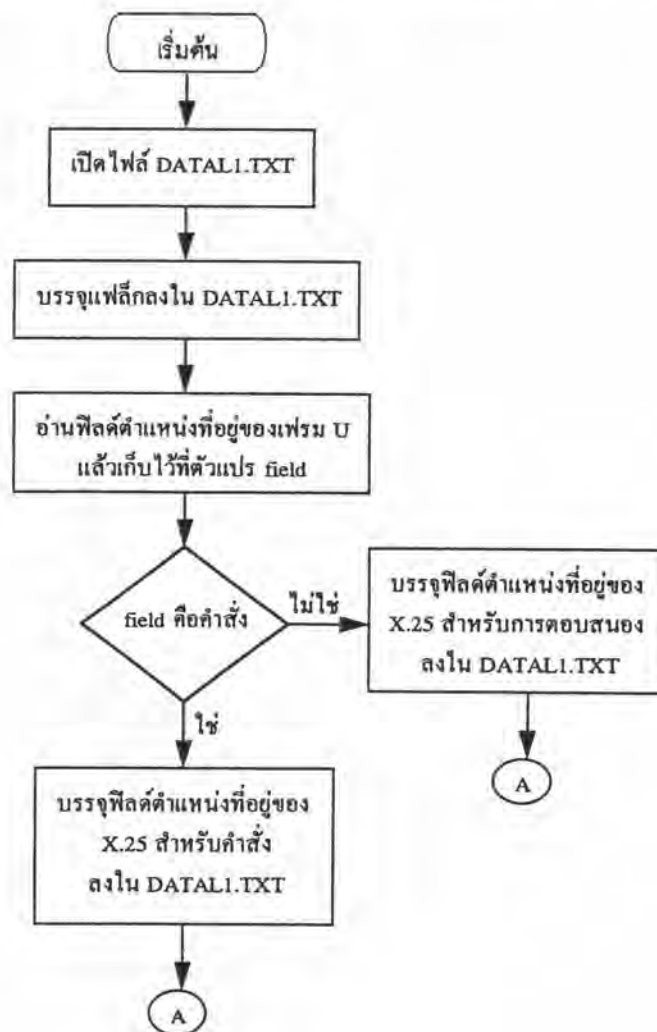 เริ่มต้น
เปิดไฟล์ DATAL1.TXT
บรรจุแฟล็กลงใน DATAL1.TXT
อ่านฟิลด์ตำแหน่งที่อยู่ของเฟรม U
แล้วเก็บไว้ที่ตัวแปร field
field คือคำสั่ง
ไม่ใช่
บรรจุฟิลด์ตำแหน่งที่อยู่ของ
X.25 สำหรับการตอบสนอง
ลงใน DATAL1.TXT
A
ใช่
บรรจุฟิลด์ตำแหน่งที่อยู่ของ
X.25 สำหรับคำสั่ง
ลงใน DATAL1.TXT
A